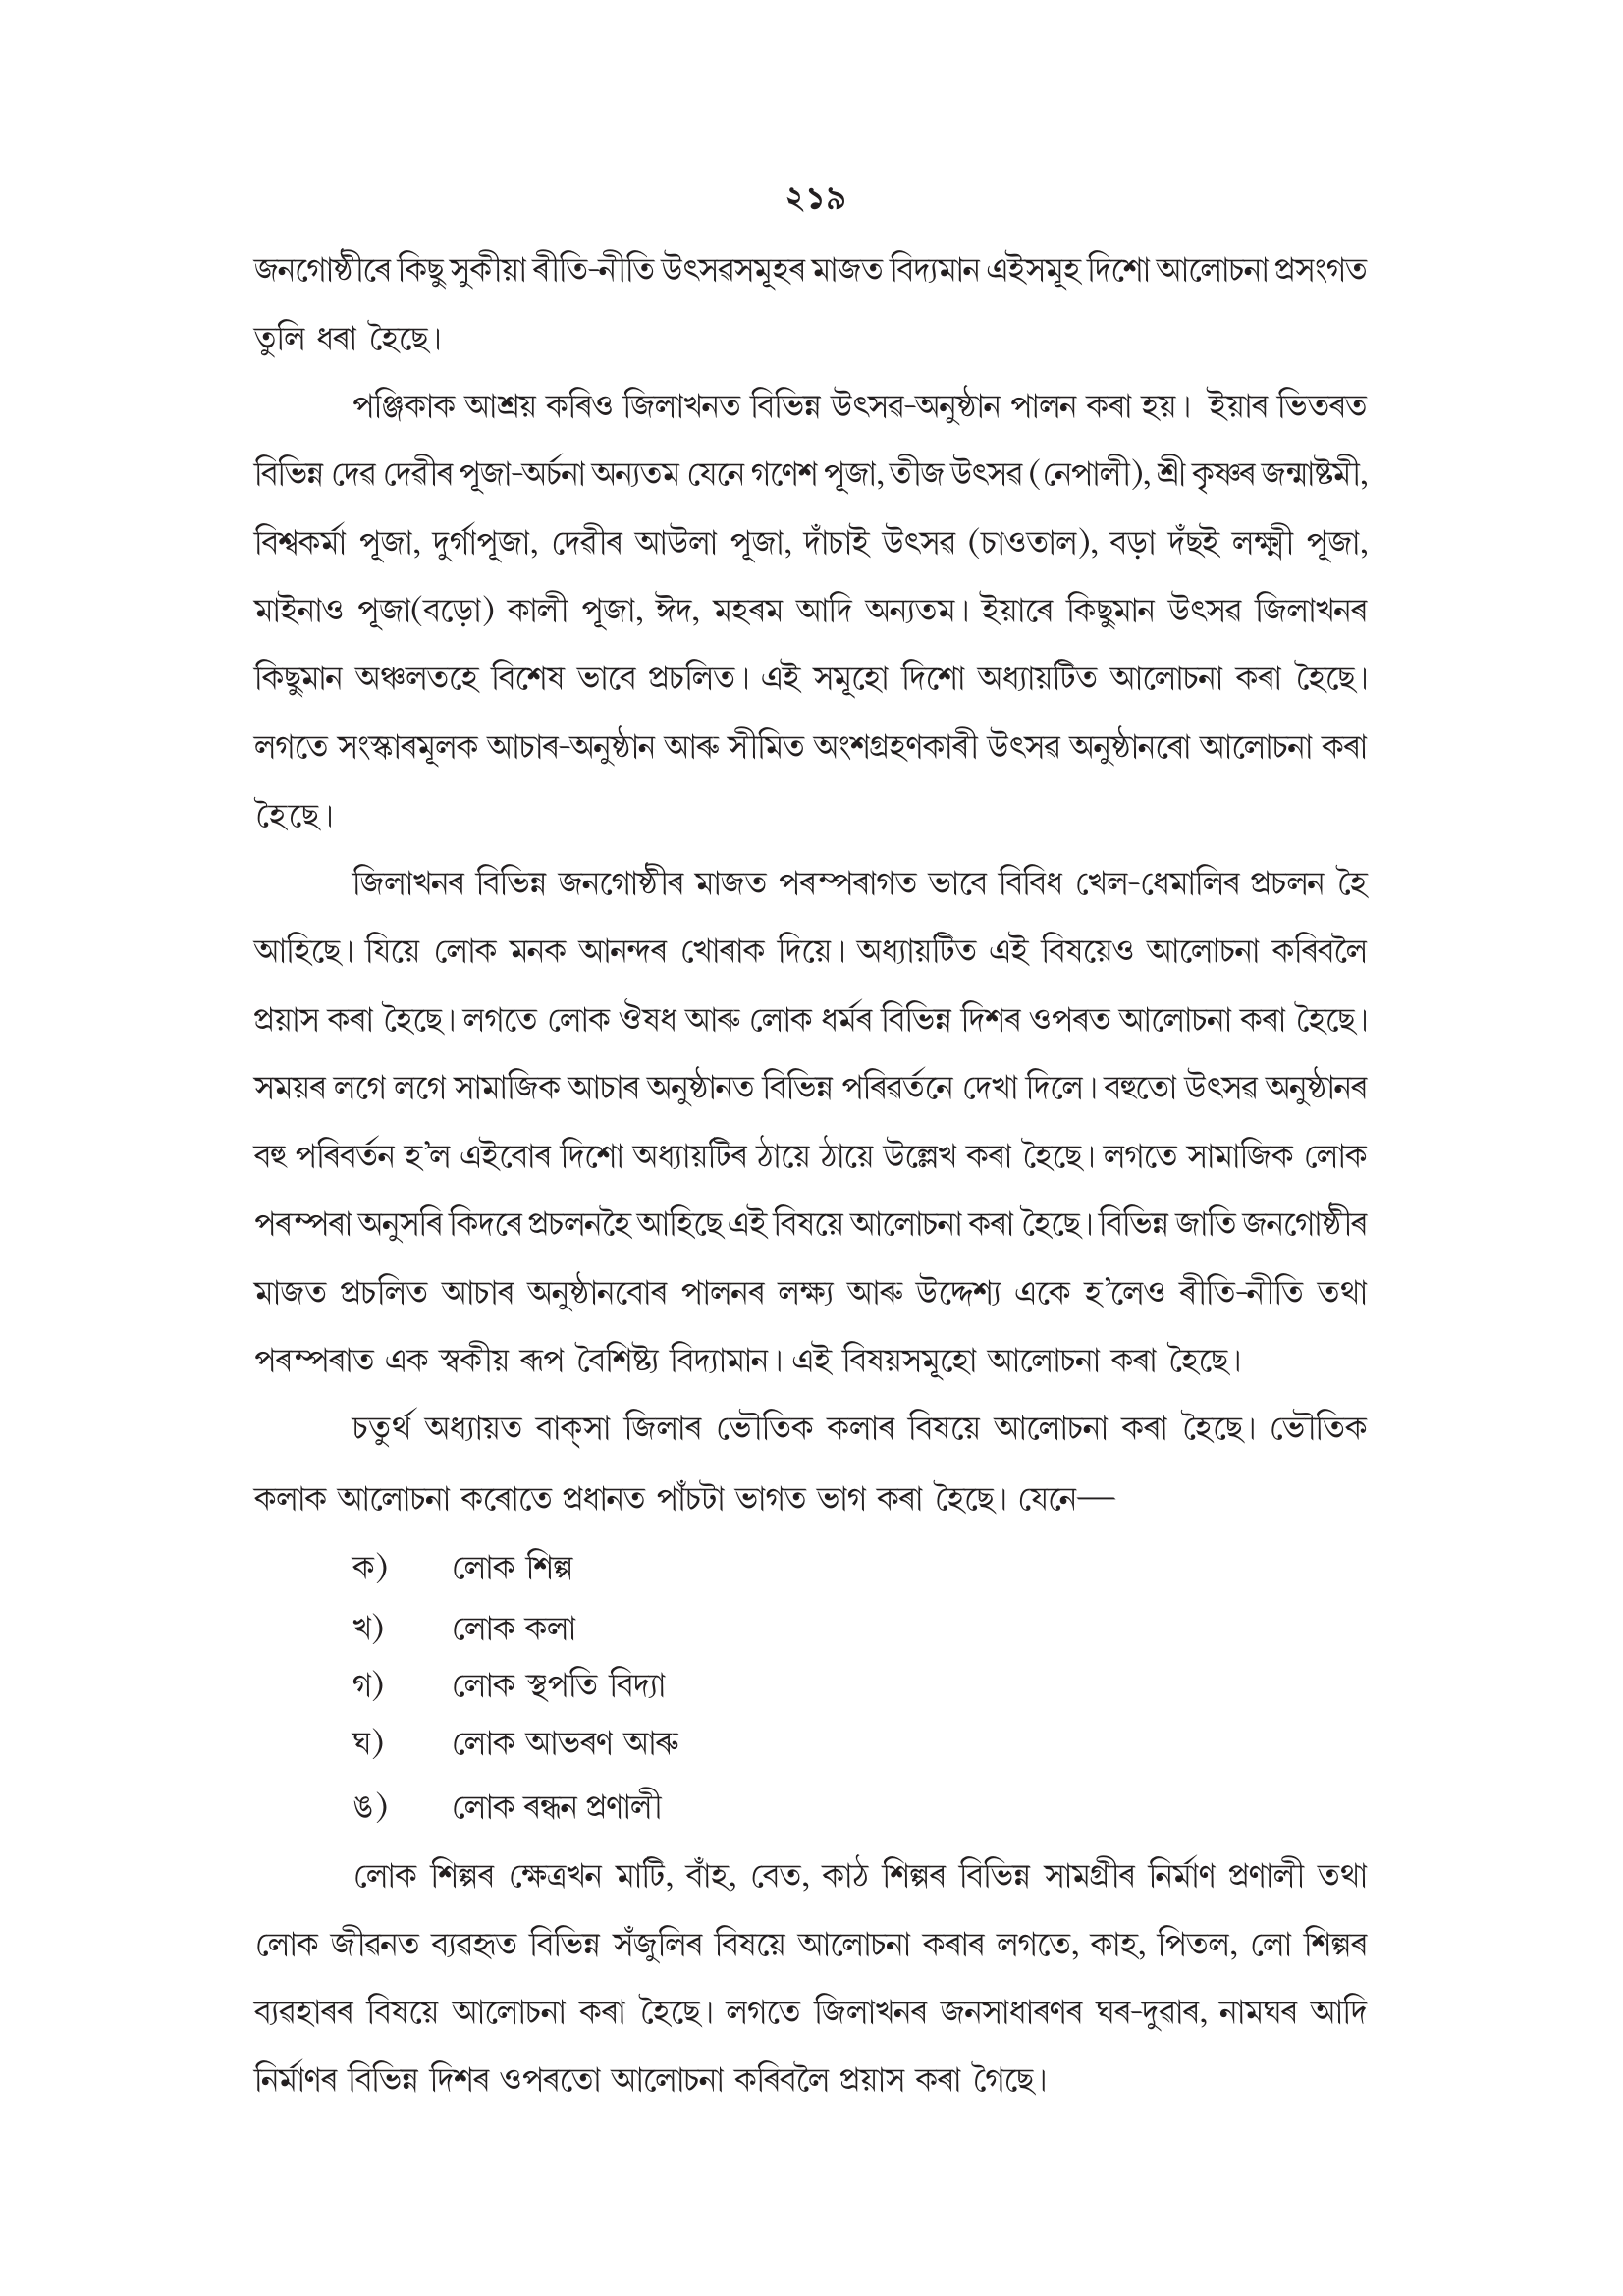 ২১৯
জনগোষ্ঠীৰে কিছু সুকীয়া ৰীতি-নীতি উৎসৱসমূহৰ মাজত বিদ্যমান এইসমূহ দিশো আলোচনা প্ৰসংগত
তুলি ধৰা হৈছে।
পঞ্জিকাক আশ্ৰয় কৰিও জিলাখনত বিভিন্ন উৎসৱ-অনুষ্ঠান পালন কৰা হয়। ইয়াৰ ভিতৰত
বিভিন্ন দেৱ দেৱীৰ পূজা-অৰ্চনা অন্যতম যেনে গণেশ পূজা, তীজ উৎসৱ (নেপালী), শ্ৰী কৃষ্ণৰ জন্মাষ্টমী,
বিশ্বকৰ্মা পূজা, দুৰ্গাপূজা, দেৱীৰ আউলা পূজা, দাঁচাই উৎসৱ (চাওতাল), বড়া দঁছই লক্ষ্মী পূজা,
মাইনাও পূজা(বড়ো) কালী পূজা, ঈদ, মহৰম আদি অন্যতম। ইয়াৰে কিছুমান উৎসৱ জিলাখনৰ
কিছুমান অঞ্চলতহে বিশেষ ভাবে প্ৰচলিত। এই সমূহো দিশো অধ্যায়টিত আলোচনা কৰা হৈছে।
লগতে সংস্কাৰমূলক আচাৰ-অনুষ্ঠান আৰু সীমিত অংশগ্ৰহণকাৰী উৎসৱ অনুষ্ঠানৰো আলোচনা কৰা
হৈছে।
জিলাখনৰ বিভিন্ন জনগোষ্ঠীৰ মাজত পৰম্পৰাগত ভাবে বিবিধ খেল-ধেমালিৰ প্ৰচলন হৈ
আহিছে। যিয়ে লোক মনক আনন্দৰ খোৰাক দিয়ে। অধ্যায়টিত এই বিষয়েও আলোচনা কৰিবলৈ
প্ৰয়াস কৰা হৈছে। লগতে লোক ঔষধ আৰু লোক ধৰ্মৰ বিভিন্ন দিশৰ ওপৰত আলোচনা কৰা হৈছে।
সময়ৰ লগে লগে সামাজিক আচাৰ অনুষ্ঠানত বিভিন্ন পৰিৱৰ্তনে দেখা দিলে। বহুতো উৎসৱ অনুষ্ঠানৰ
বহু পৰিবৰ্তন হ’ল এইবোৰ দিশো অধ্যায়টিৰ ঠায়ে ঠায়ে উল্লেখ কৰা হৈছে। লগতে সামাজিক লোক
পৰম্পৰা অনুসৰি কিদৰে প্ৰচলনহৈ আহিছে এই বিষয়ে আলোচনা কৰা হৈছে। বিভিন্ন জাতি জনগোষ্ঠীৰ
মাজত প্ৰচলিত আচাৰ অনুষ্ঠানবোৰ পালনৰ লক্ষ্য আৰু উদ্দেশ্য একে হ’লেও ৰীতি-নীতি তথা
পৰম্পৰাত এক স্বকীয় ৰূপ বৈশিষ্ট্য বিদ্যামান। এই বিষয়সমূহো আলোচনা কৰা হৈছে।
চতুৰ্থ অধ্যায়ত বাক্‌সা জিলাৰ ভৌতিক কলাৰ বিষয়ে আলোচনা কৰা হৈছে। ভৌতিক
কলাক আলোচনা কৰোতে প্ৰধানত পাঁচটা ভাগত ভাগ কৰা হৈছে। যেনে—
ক) লোক শিল্প
খ) লোক কলা
গ) লোক স্থপতি বিদ্যা
ঘ) লোক আভৰণ আৰু
ঙ) লোক ৰন্ধন প্ৰণালী
লোক শিল্পৰ ক্ষেত্ৰখন মাটি, বাঁহ, বেত, কাঠ শিল্পৰ বিভিন্ন সামগ্ৰীৰ নিৰ্মাণ প্ৰণালী তথা
লোক জীৱনত ব্যৱহৃত বিভিন্ন সঁজুলিৰ বিষয়ে আলোচনা কৰাৰ লগতে, কাহ, পিতল, লো শিল্পৰ
ব্যৱহাৰৰ বিষয়ে আলোচনা কৰা হৈছে। লগতে জিলাখনৰ জনসাধাৰণৰ ঘৰ-দুৱাৰ, নামঘৰ আদি
নিৰ্মাণৰ বিভিন্ন দিশৰ ওপৰতো আলোচনা কৰিবলৈ প্ৰয়াস কৰা গৈছে।